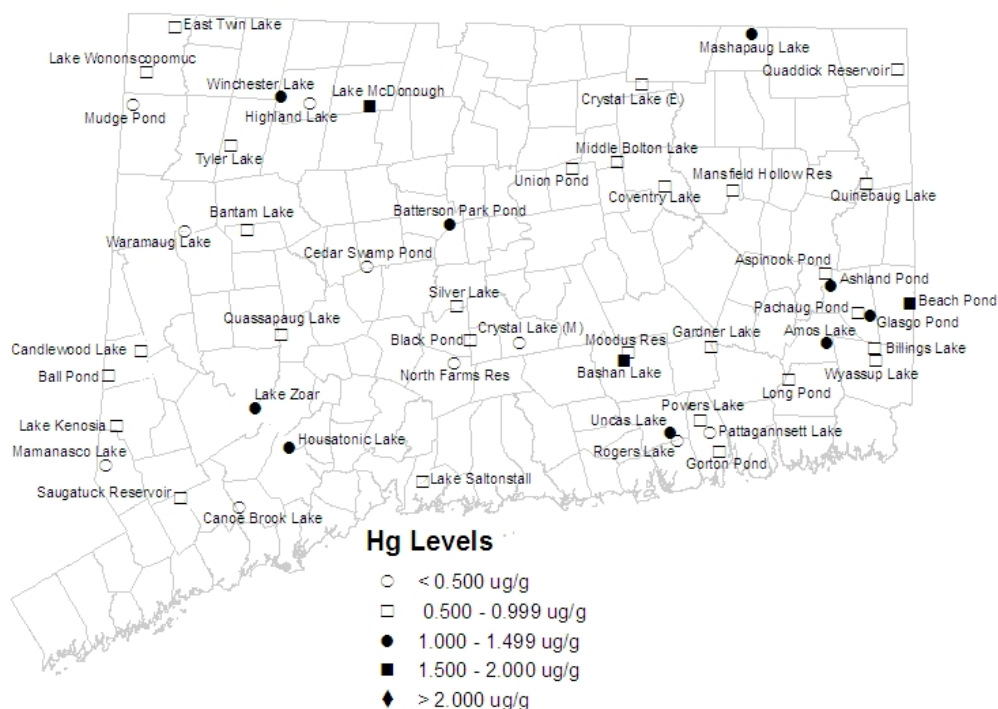 East Twin Lake
Mashapaug Lake
Lake Wononscopomuc
Quaddick Reservoir
Winchester Lake
Lake McDonough
Crystal Lake (E)
Mudge Pond
Highland Lake
Middle Bolton Lake
Tyler Lake
Union Pond
Mansfield Hollow Res
Coventry Lake
Quinebaug Lake
Bantam Lake
Batterson Park Pond
Waramaug Lake
Cedar Swamp Pond
Aspinook Pond
Ashland Pond
Silver Lake
Beach Pond
Pachaug Pond
Quassapaug Lake
Glasgo Pond
Black Pond
Crystal Lake (M)
Moodus Res
Gardner Lake
Amos Lake
Candlewood Lake
Billings Lake
Ball Pond
North Farms Res
Bashan Lake
Wyassup Lake
Long Pond
Lake Zoar
Powers Lake
Lake Kenosia
Uncas Lake
Pattagannsett Lake
Housatonic Lake
Mamanasco Lake
Rogers Lake
Gorton Pond
Saugatuck Reservoir
Lake Saltonstall
Canoe Brook Lake
Hg Levels
< 0.500 ug/g
0.500 - 0.999 ug/g
1.000 - 1.499 ug/g
1.500 - 2.000 ug/g
> 2.000 ug/g